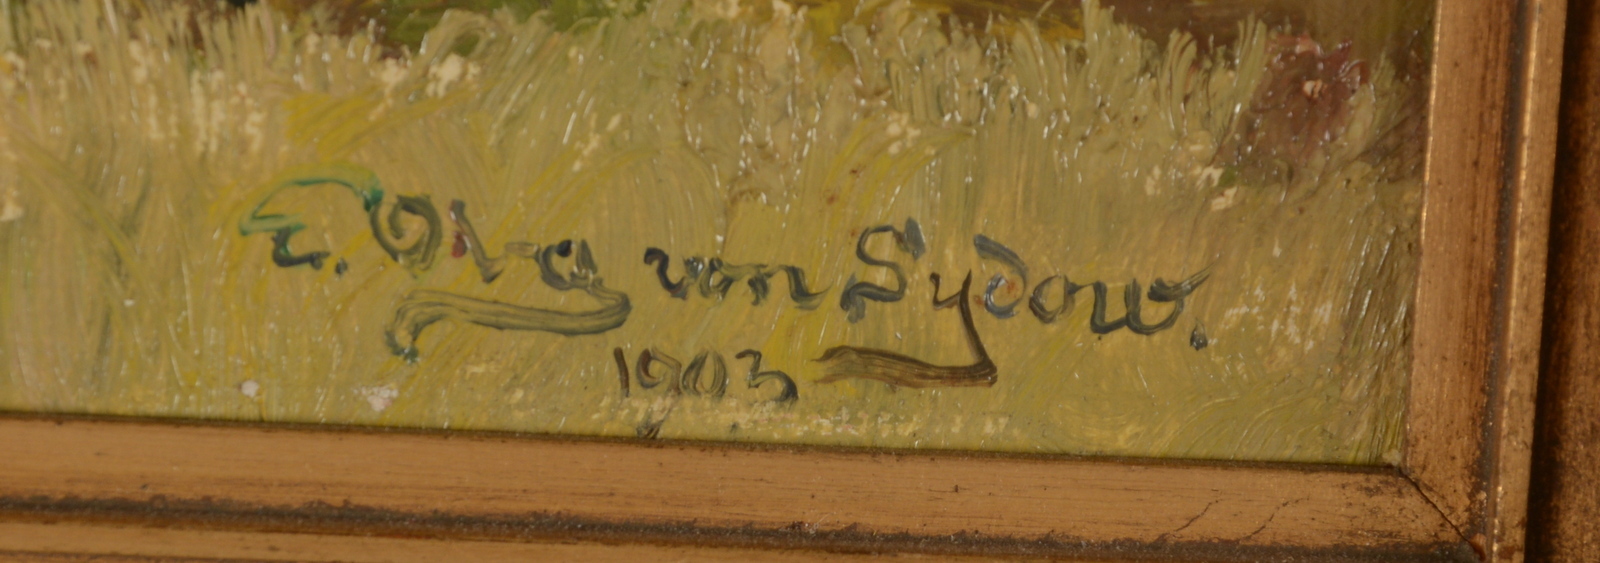 E. Olga von Sydow.
1903